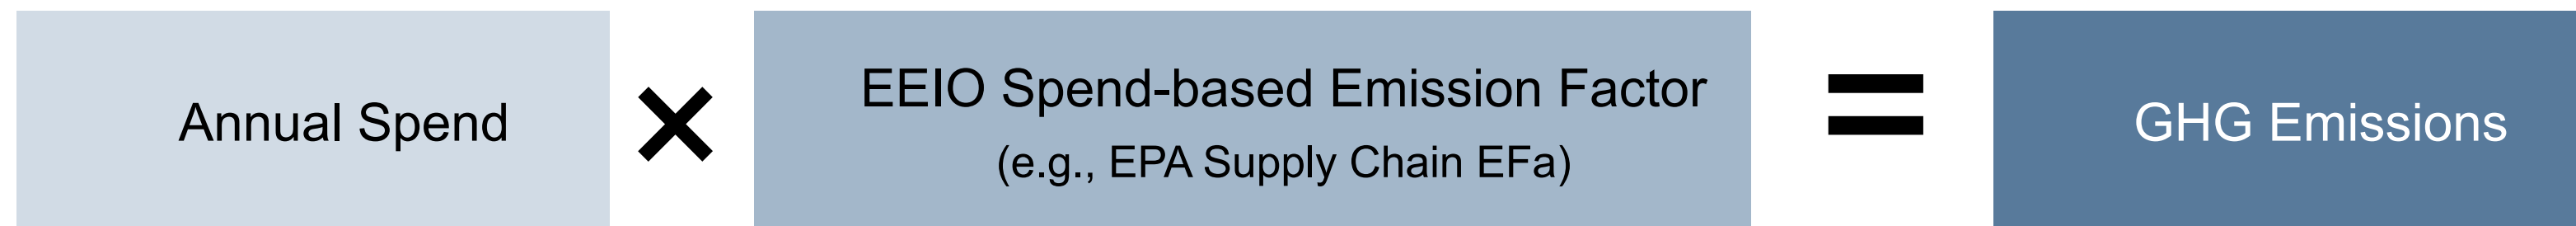 Annual Spend
×
EEIO Spend-based Emission Factor
(e.g., EPA Supply Chain EFa)
=
GHG Emissions